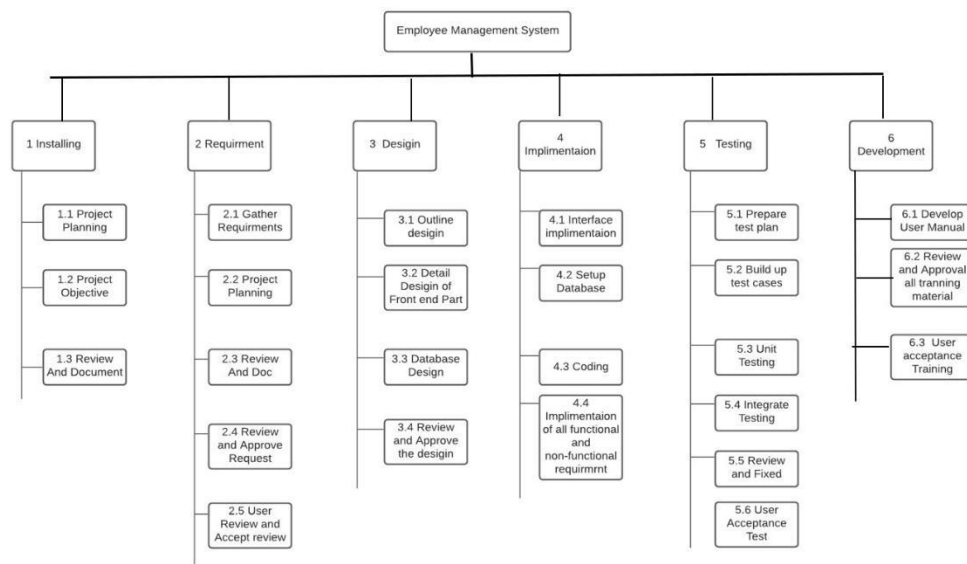 Employee Management System
1 Installing
2 Requirment
3 Desigin
4
Implimentaion
5 Testing
6
Development
1.1 Project
Planning
1.2 Project
Objective
1.3 Review
And Document
2.1 Gather
Requirments
2.2 Project
Planning
2.3 Review
And Doc
2.4 Review
and Approve
Request
2.5 User
Review and
Accept review
3.1 Outline
desigin
3.2 Detail
Desigin of
Front end Part
3.3 Database
Design
3.4 Review
and Approve
the desigin
4.1 Interface
implimentaion
4.2 Setup
Database
4.3 Coding
4.4
Implimentaion
of all functional
and
non-functional
requirmrnt
5.1 Prepare
test plan
5.2 Build up
test cases
5.3 Unit
Testing
5.4 Integrate
Testing
5.5 Review
and Fixed
5.6 User
Acceptance
Test
6.1 Develop
User Manual
6.2 Review
and Approval
all tranning
material
6.3 User
acceptance
Training